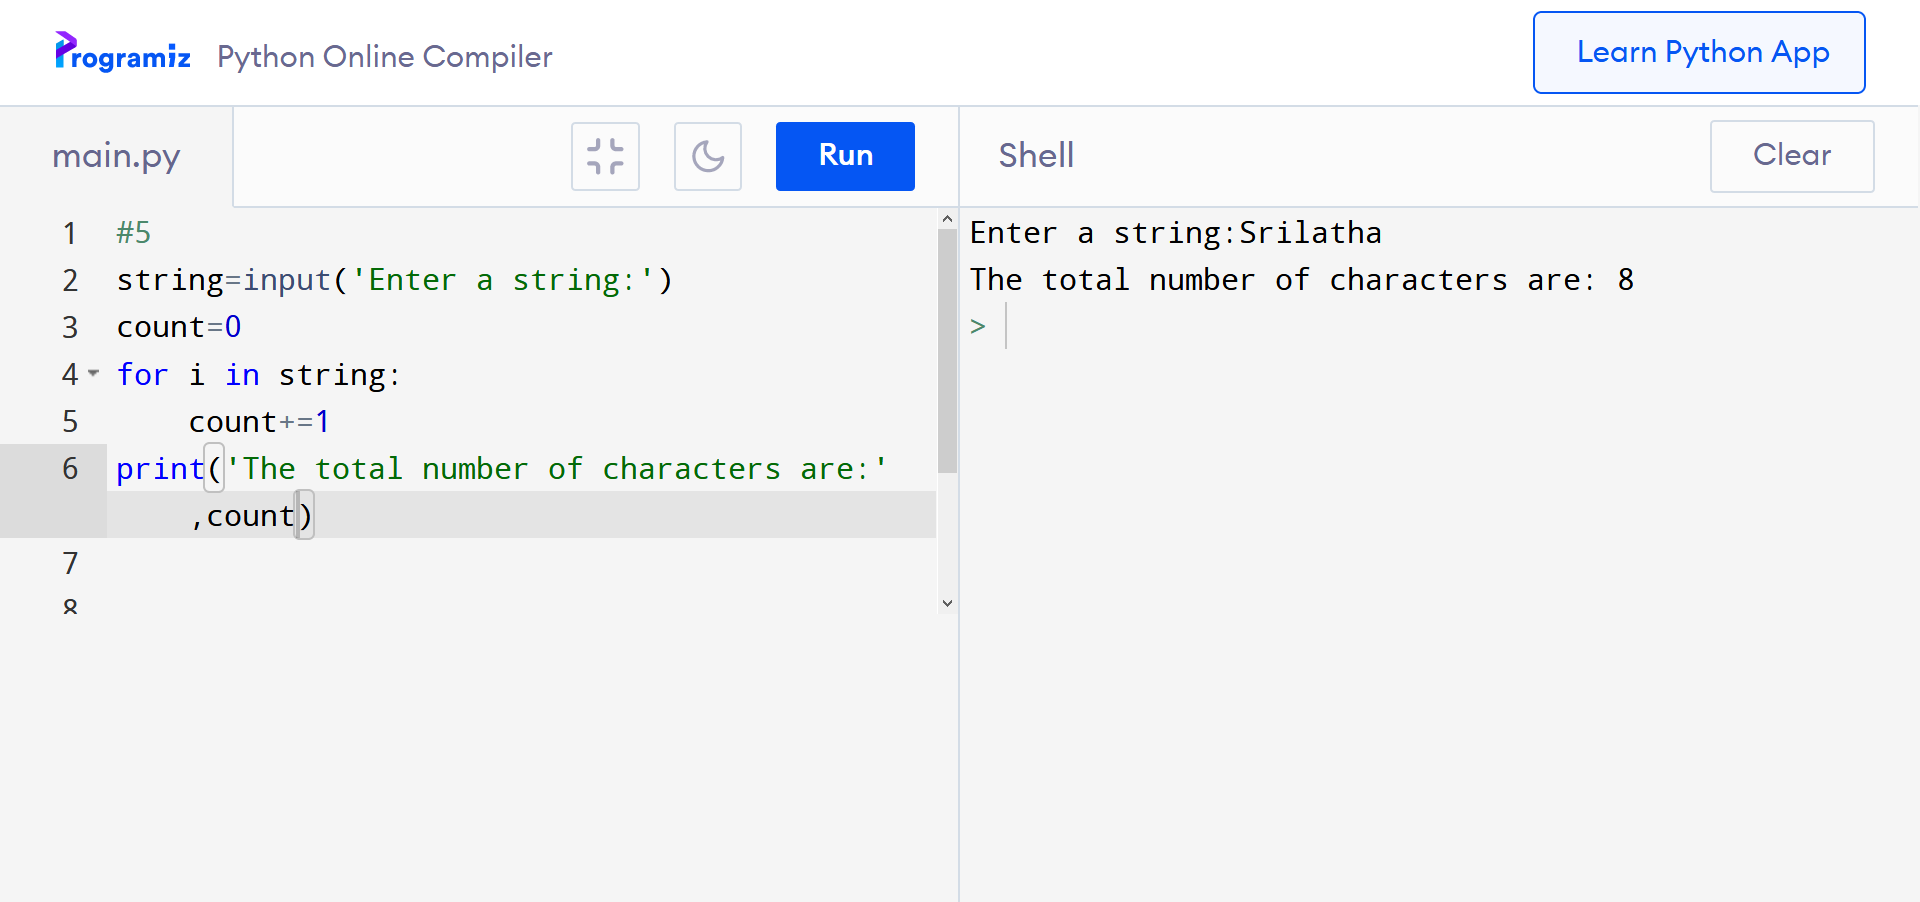 Programiz Python Online Compiler
Learn Python App
main.py
Run
Shell
Clear
1 #5
2 string=input('Enter a string:')
3 count=0
4 for i in string:
5 count+=1
6 print('The total number of characters are:'
,count)
7
8
Enter a string:Srilatha
The total number of characters are: 8
>